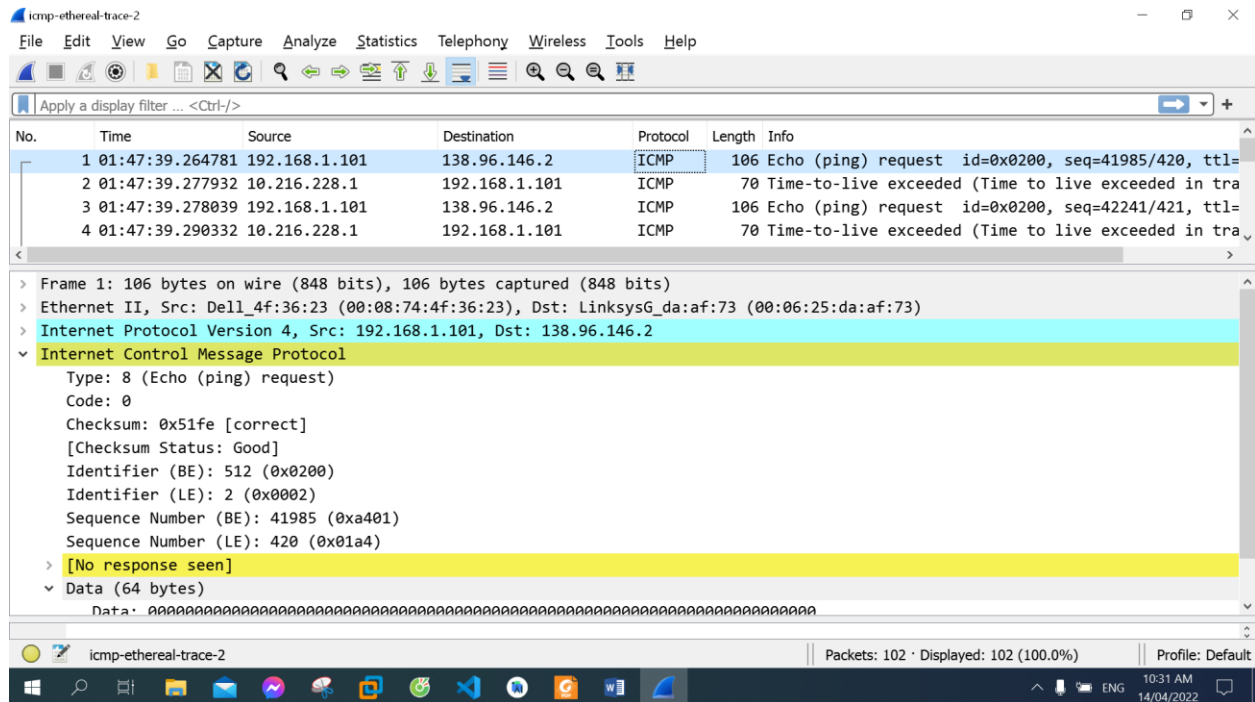 icmp-ethereal-trace-2
File Edit View Go Capture Analyze Statistics Telephony Wireless Tools Help
Apply a display filter ... <Ctrl-/>
No. Time Source Destination Protocol Length Info
1 01:47:39.264781 192.168.1.101 138.96.146.2 ICMP 106 Echo (ping) request id=0x0200, seq=41985/420, ttl=
2 01:47:39.277932 10.216.228.1 192.168.1.101 ICMP 70 Time-to-live exceeded (Time to live exceeded in tra
3 01:47:39.278039 192.168.1.101 138.96.146.2 ICMP 106 Echo (ping) request id=0x0200, seq=42241/421, ttl=
4 01:47:39.290332 10.216.228.1 192.168.1.101 ICMP 70 Time-to-live exceeded (Time to live exceeded in tra
Frame 1: 106 bytes on wire (848 bits), 106 bytes captured (848 bits)
Ethernet II, Src: Dell_4f:36:23 (00:08:74:4f:36:23), Dst: LinksysG_da:af:73 (00:06:25:da:af:73)
Internet Protocol Version 4, Src: 192.168.1.101, Dst: 138.96.146.2
Internet Control Message Protocol
Type: 8 (Echo (ping) request)
Code: 0
Checksum: 0x51fe [correct]
[Checksum Status: Good]
Identifier (BE): 512 (0x0200)
Identifier (LE): 2 (0x0002)
Sequence Number (BE): 41985 (0xa401)
Sequence Number (LE): 420 (0x01a4)
[No response seen]
Data (64 bytes)
Data:
icmp-ethereal-trace-2 Packets: 102 · Displayed: 102 (100.0%) Profile: Default
ENG 10:31 AM
14/04/2022